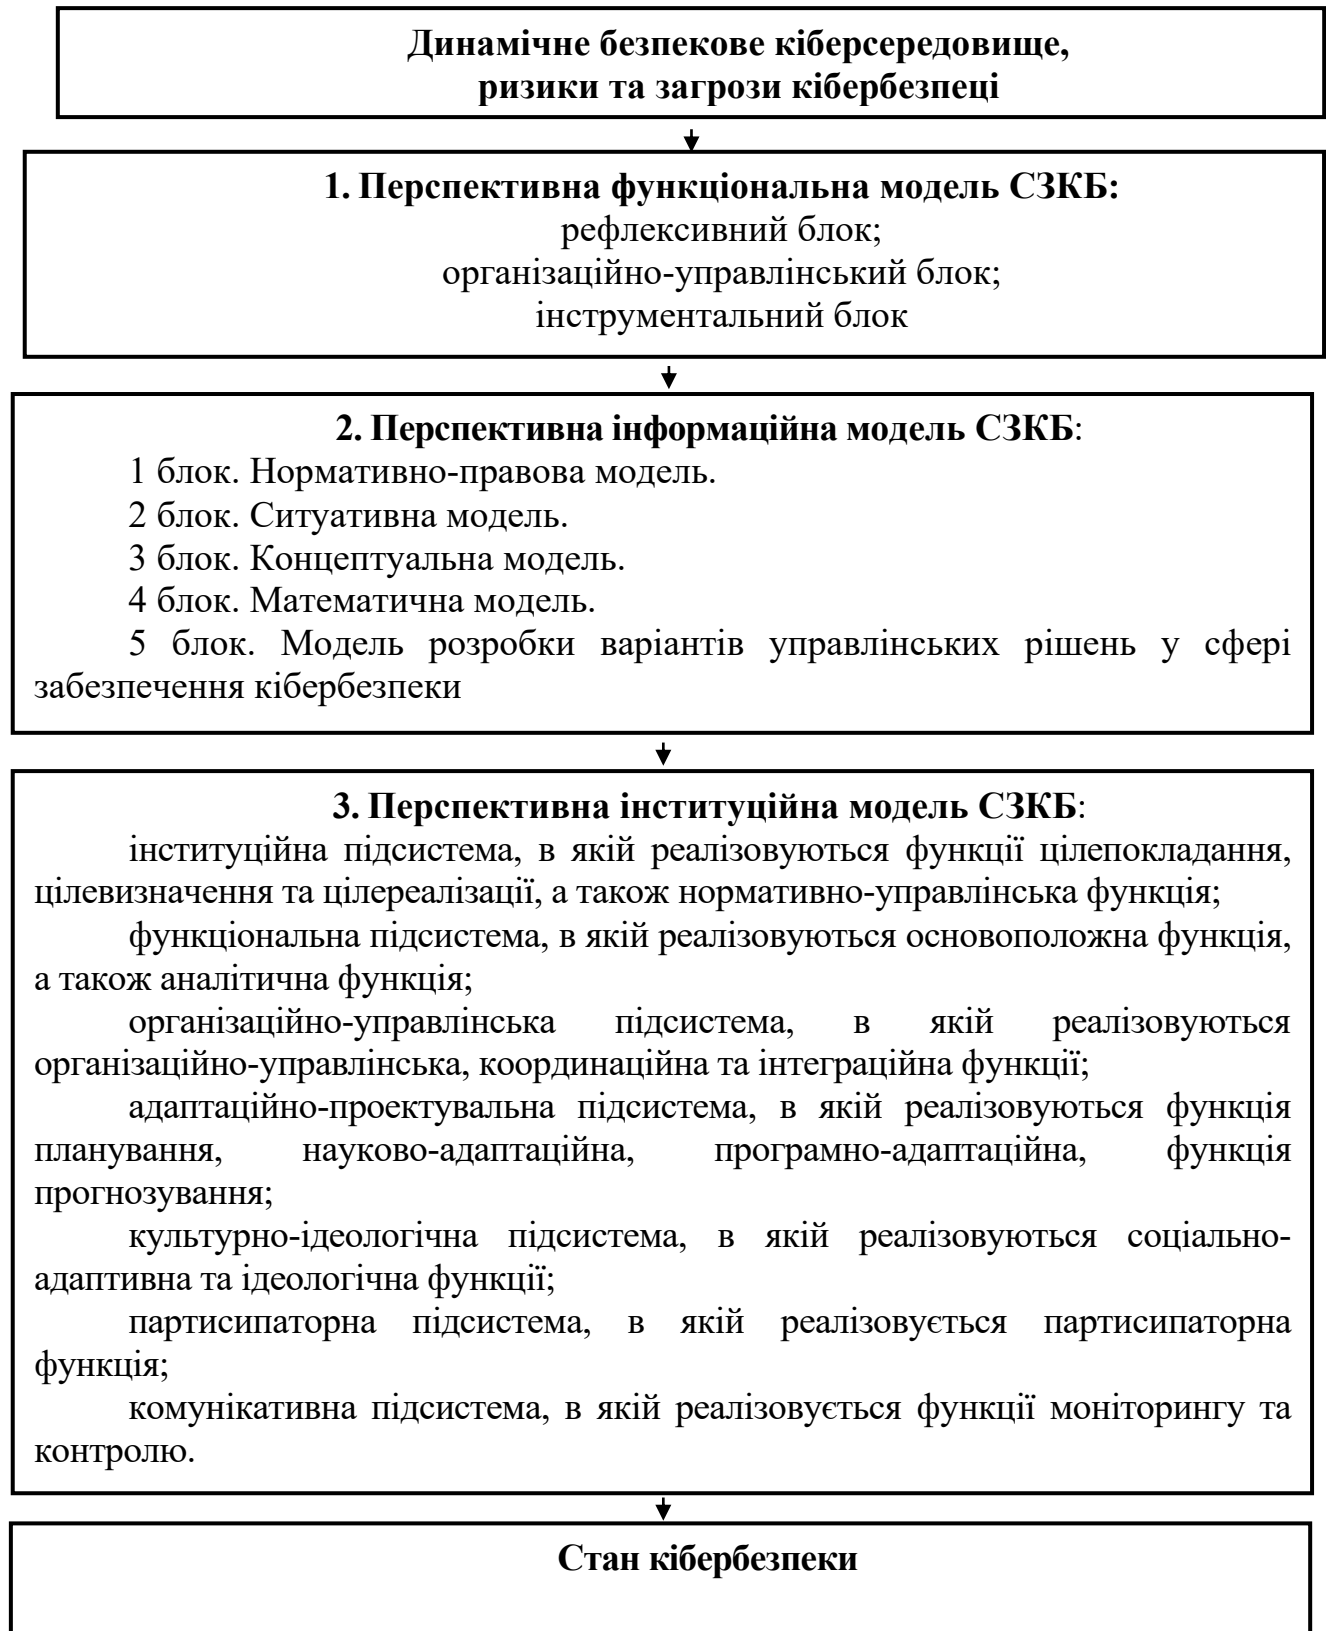 Динамічне безпекове кіберсередовище,
ризики та загрози кібербезпеці
1. Перспективна функціональна модель СЗКБ:
рефлексивний блок;
організаційно-управлінський блок;
інструментальний блок
2. Перспективна інформаційна модель СЗКБ:
1 блок. Нормативно-правова модель.
2 блок. Ситуативна модель.
3 блок. Концептуальна модель.
4 блок. Математична модель.
5 блок. Модель розробки варіантів управлінських рішень у сфері
забезпечення кібербезпеки
3. Перспективна інституційна модель СЗКБ:
інституційна підсистема, в якій реалізовуються функції цілепокладання,
цілевизначення та цілереалізації, а також нормативно-управлінська функція;
функціональна підсистема, в якій реалізовуються основоположна функція,
а також аналітична функція;
організаційно-управлінська підсистема, в якій реалізовуються
організаційно-управлінська, координаційна та інтеграційна функції;
адаптаційно-проектувальна підсистема, в якій реалізовуються функція
планування, науково-адаптаційна, програмно-адаптаційна, функція
прогнозування;
культурно-ідеологічна підсистема, в якій реалізовуються соціально-
адаптивна та ідеологічна функції;
партисипаторна підсистема, в якій реалізовується партисипаторна
функція;
комунікативна підсистема, в якій реалізовується функції моніторингу та
контролю.
Стан кібербезпеки